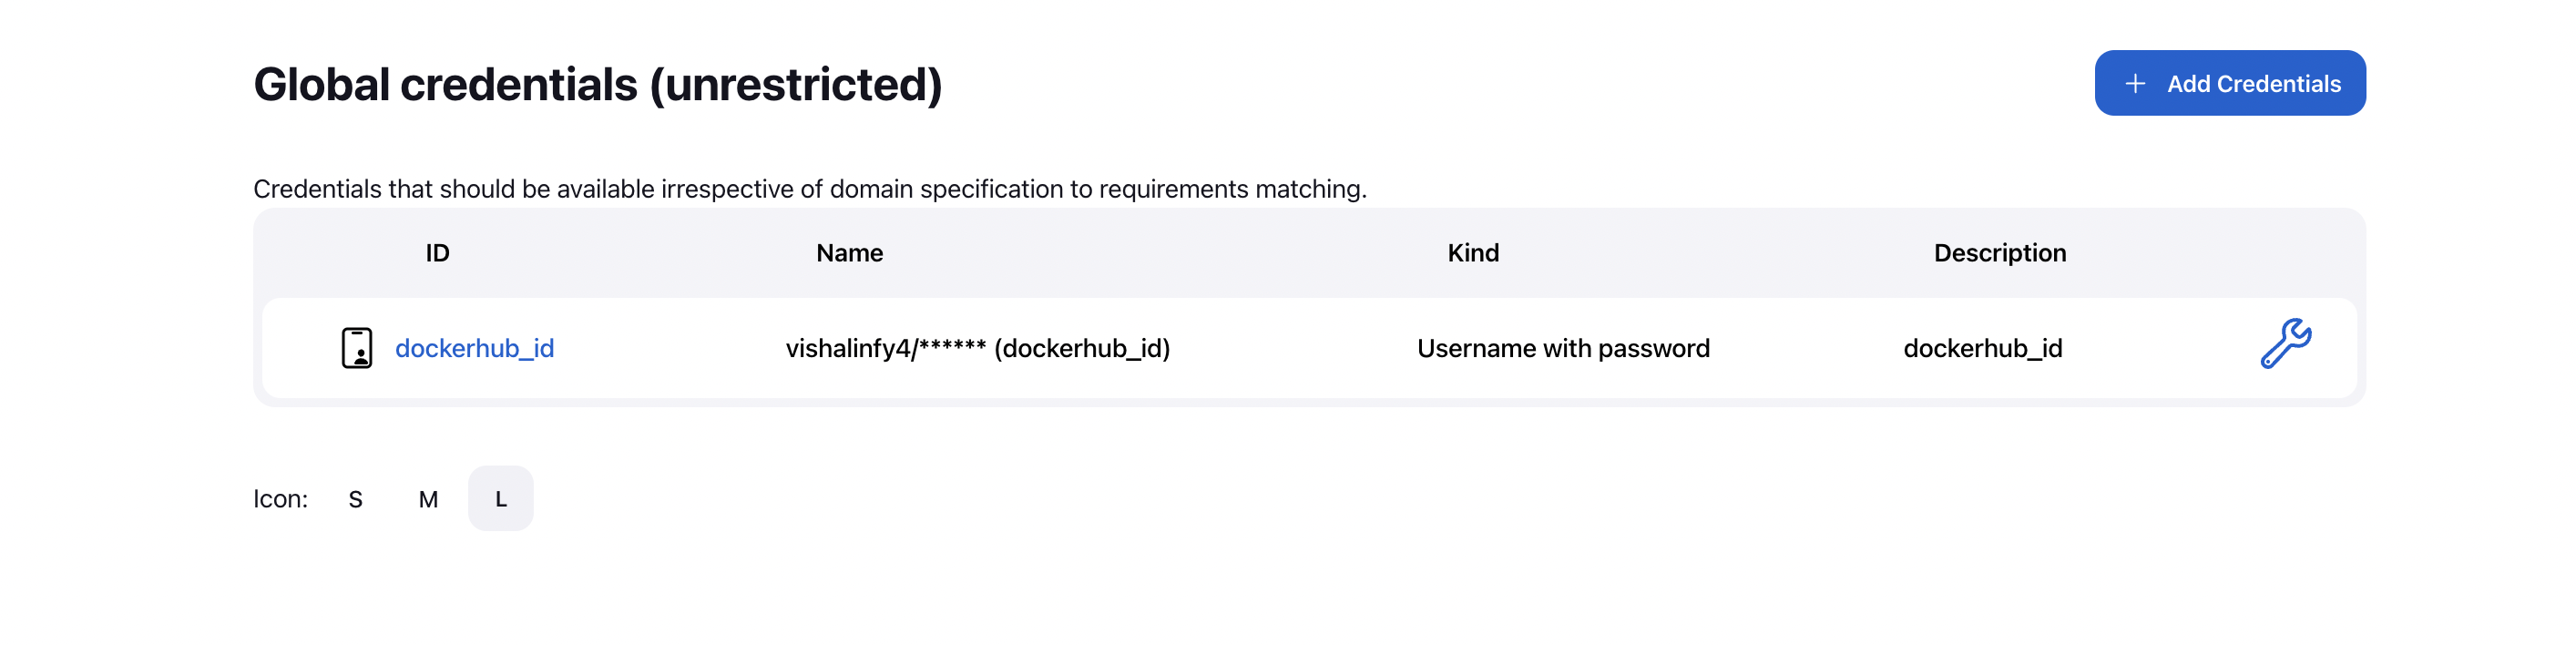 Global credentials (unrestricted)
+ Add Credentials
Credentials that should be available irrespective of domain specification to requirements matching.
ID Name Kind Description
dockerhub_id vishalinfy4/****** (dockerhub_id) Username with password dockerhub_id
Icon: S M L